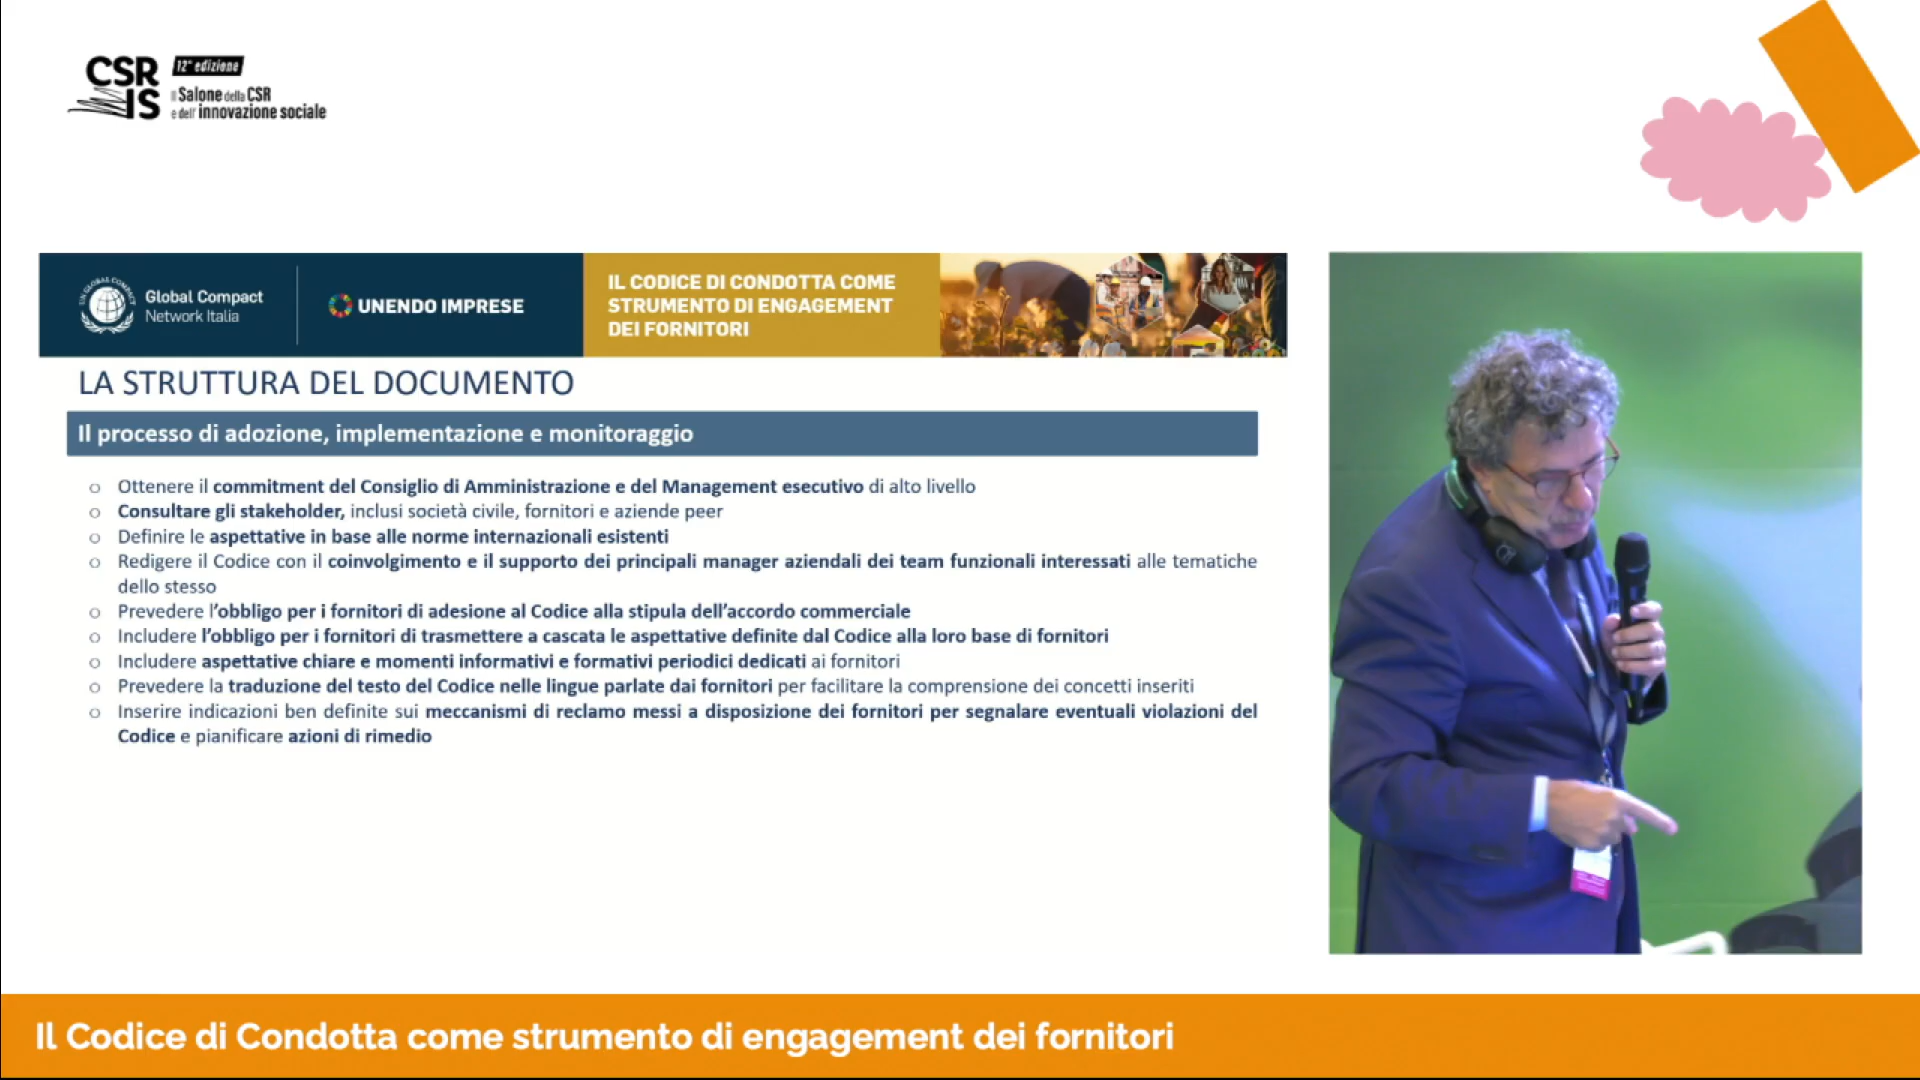 CSR
IS
12° edizione
il Salone della CSR
e dell'innovazione sociale
UN GLOBAL COMPACT
Global Compact
Network Italia
UNENDO IMPRESE
IL CODICE DI CONDOTTA COME
STRUMENTO DI ENGAGEMENT
DEI FORNITORI
LA STRUTTURA DEL DOCUMENTO
Il processo di adozione, implementazione e monitoraggio
o Ottenere il commitment del Consiglio di Amministrazione e del Management esecutivo di alto livello
o Consultare gli stakeholder, inclusi società civile, fornitori e aziende peer
o Definire le aspettative in base alle norme internazionali esistenti
o Redigere il Codice con il coinvolgimento e il supporto dei principali manager aziendali dei team funzionali interessati alle tematiche
dello stesso
o Prevedere l'obbligo per i fornitori di adesione al Codice alla stipula dell'accordo commerciale
o Includere l'obbligo per i fornitori di trasmettere a cascata le aspettative definite dal Codice alla loro base di fornitori
o Includere aspettative chiare e momenti informativi e formativi periodici dedicati ai fornitori
o Prevedere la traduzione del testo del Codice nelle lingue parlate dai fornitori per facilitare la comprensione dei concetti inseriti
o Inserire indicazioni ben definite sui meccanismi di reclamo messi a disposizione dei fornitori per segnalare eventuali violazioni del
Codice e pianificare azioni di rimedio
Il Codice di Condotta come strumento di engagement dei fornitori